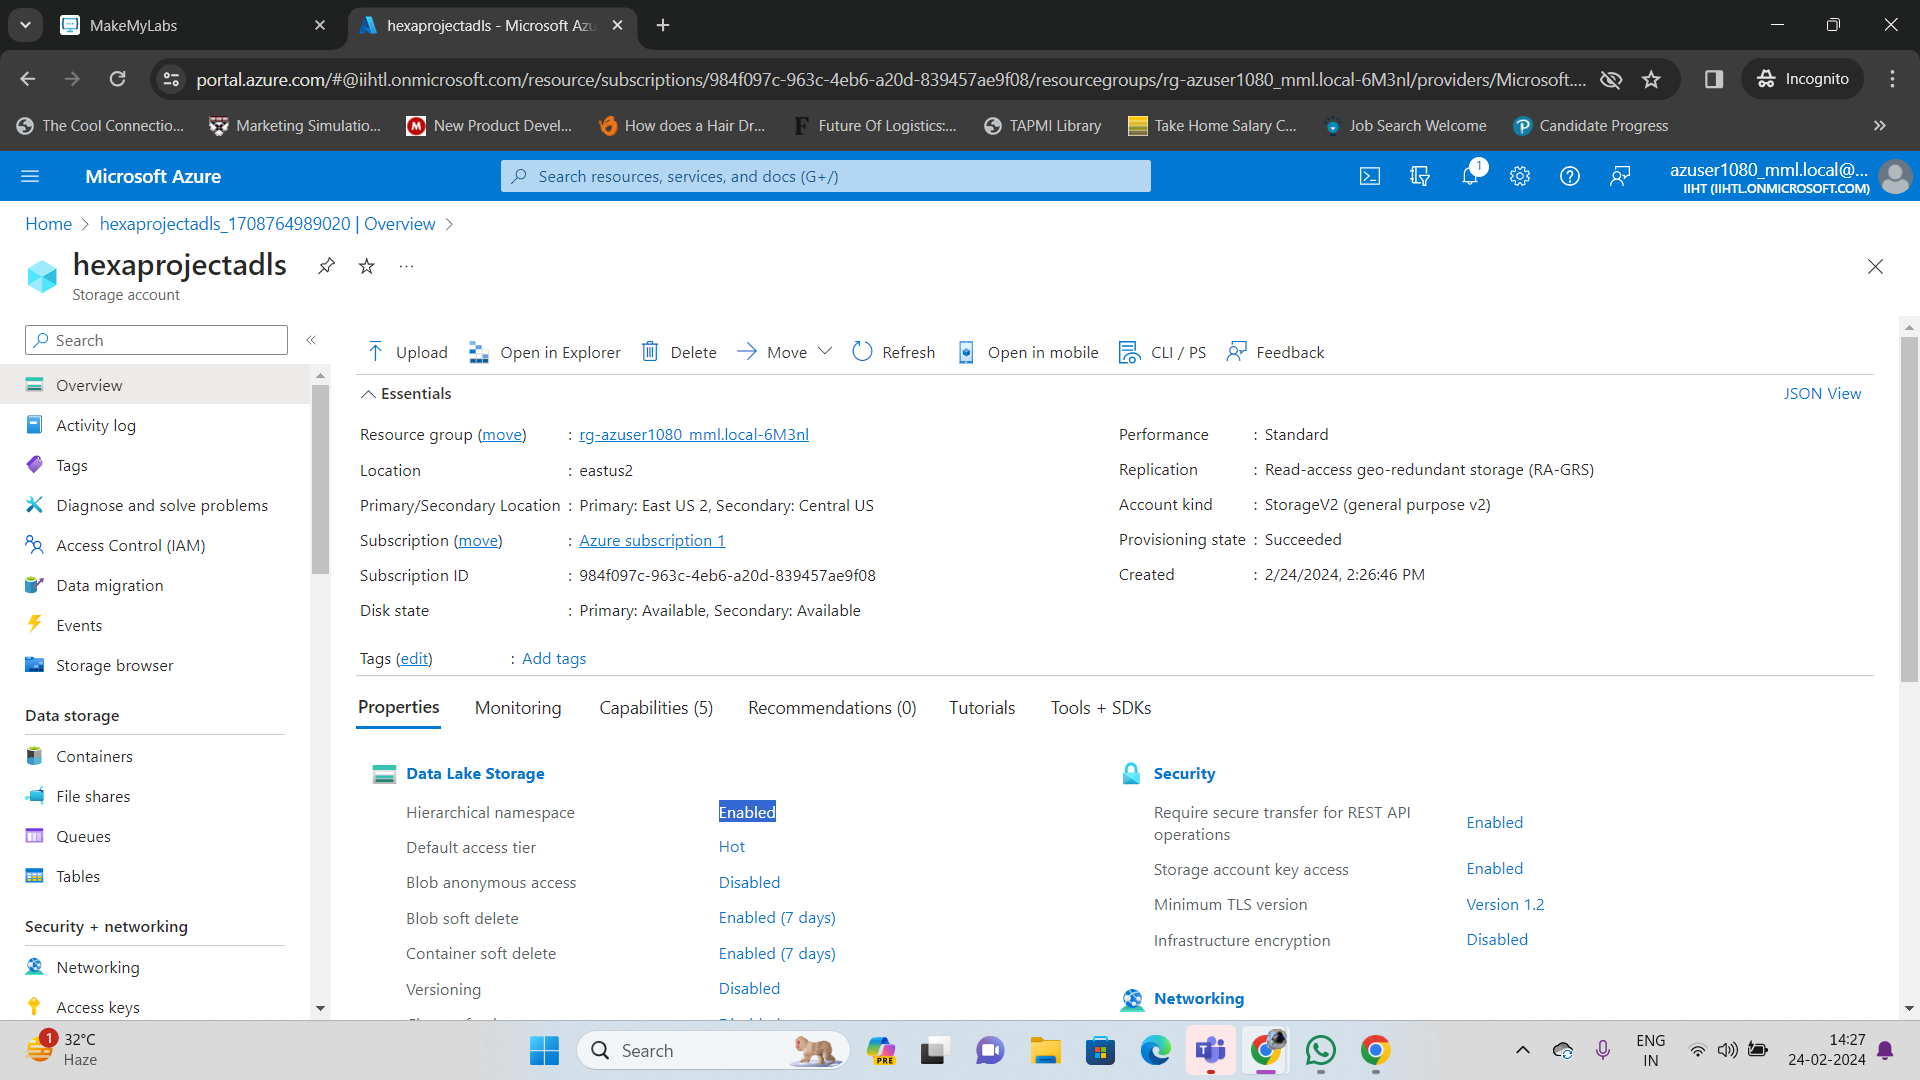 MakeMyLabs
hexaprojectadls - Microsoft Azu
portal.azure.com/#@iihtl.onmicrosoft.com/resource/subscriptions/984f097c-963c-4eb6-a20d-839457ae9f08/resourcegroups/rg-azuser1080_mml.local-6M3nl/providers/Microsoft....
Incognito
The Cool Connectio...
Marketing Simulatio...
New Product Devel...
How does a Hair Dr...
Future Of Logistics:...
TAPMI Library
Take Home Salary C...
Job Search Welcome
Candidate Progress
»
Microsoft Azure
Search resources, services, and docs (G+/)
1
azuser1080_mml.local@...
IIHT (IIHTL.ONMICROSOFT.COM)
Home > hexaprojectadls_1708764989020 | Overview >
hexaprojectadls
...
Storage account
Search
«
Overview
Activity log
Tags
Diagnose and solve problems
Access Control (IAM)
Data migration
Events
Storage browser
Data storage
Containers
File shares
Queues
Tables
Security + networking
Networking
Access keys
Upload
Open in Explorer
Delete
Move
Refresh
Open in mobile
CLI / PS
Feedback
Essentials
JSON View
Resource group (move) : rg-azuser1080_mml.local-6M3nl
Location : eastus2
Primary/Secondary Location : Primary: East US 2, Secondary: Central US
Subscription (move) : Azure subscription 1
Subscription ID : 984f097c-963c-4eb6-a20d-839457ae9f08
Disk state : Primary: Available, Secondary: Available
Performance : Standard
Replication : Read-access geo-redundant storage (RA-GRS)
Account kind : StorageV2 (general purpose v2)
Provisioning state : Succeeded
Created : 2/24/2024, 2:26:46 PM
Tags (edit) : Add tags
Properties
Monitoring
Capabilities (5)
Recommendations (0)
Tutorials
Tools + SDKs
Data Lake Storage
Hierarchical namespace Enabled
Default access tier Hot
Blob anonymous access Disabled
Blob soft delete Enabled (7 days)
Container soft delete Enabled (7 days)
Versioning Disabled
Security
Require secure transfer for REST API
operations Enabled
Storage account key access Enabled
Minimum TLS version Version 1.2
Infrastructure encryption Disabled
Networking
1
32°C
Haze
Search
PRE
ENG
IN
14:27
24-02-2024